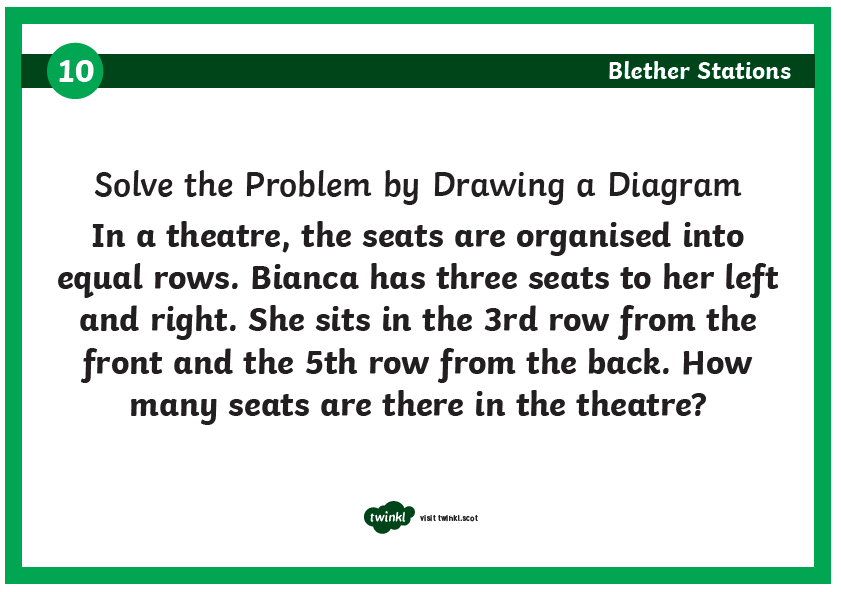 10
Blether Stations
Solve the Problem by Drawing a Diagram
In a theatre, the seats are organised into
equal rows. Bianca has three seats to her left
and right. She sits in the 3rd row from the
front and the 5th row from the back. How
many seats are there in the theatre?
twinkl
visit twinkl.scot